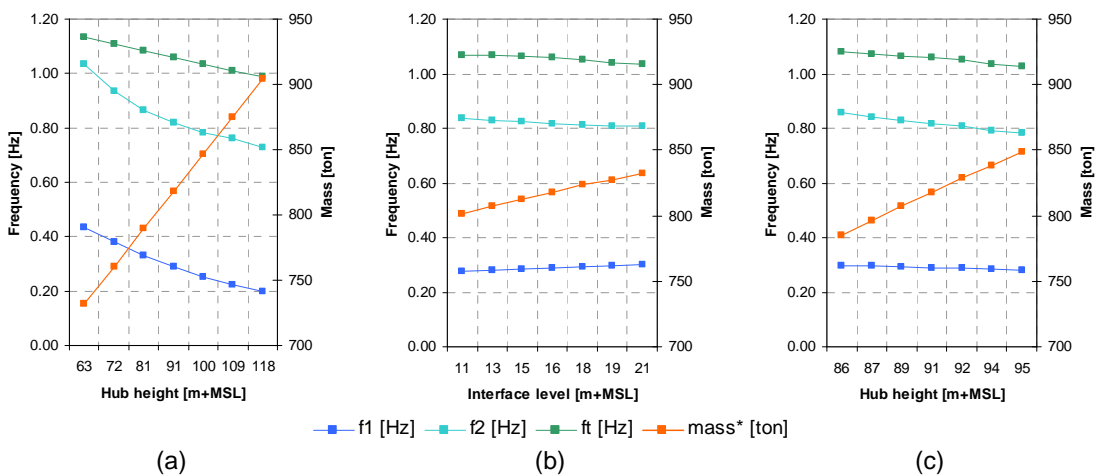 1.20 950 1.20 950 1.20 950
1.00 900 1.00 900 1.00 900
0.80 850 0.80 850 0.80 850
0.60 800 0.60 800 0.60 800
0.40 750 0.40 750 0.40 750
0.20 0.20 0.20
0.00 700 0.00 700 0.00 700
Frequency [Hz] Mass [ton] Frequency [Hz] Mass [ton] Frequency [Hz] Mass [ton]
63 72 81 91 100 109 118 11 13 15 16 18 19 21 86 87 89 91 92 94 95
Hub height [m+MSL] Interface level [m+MSL] Hub height [m+MSL]
f1 [Hz] f2 [Hz] ft [Hz] mass* [ton]
(a) (b) (c)